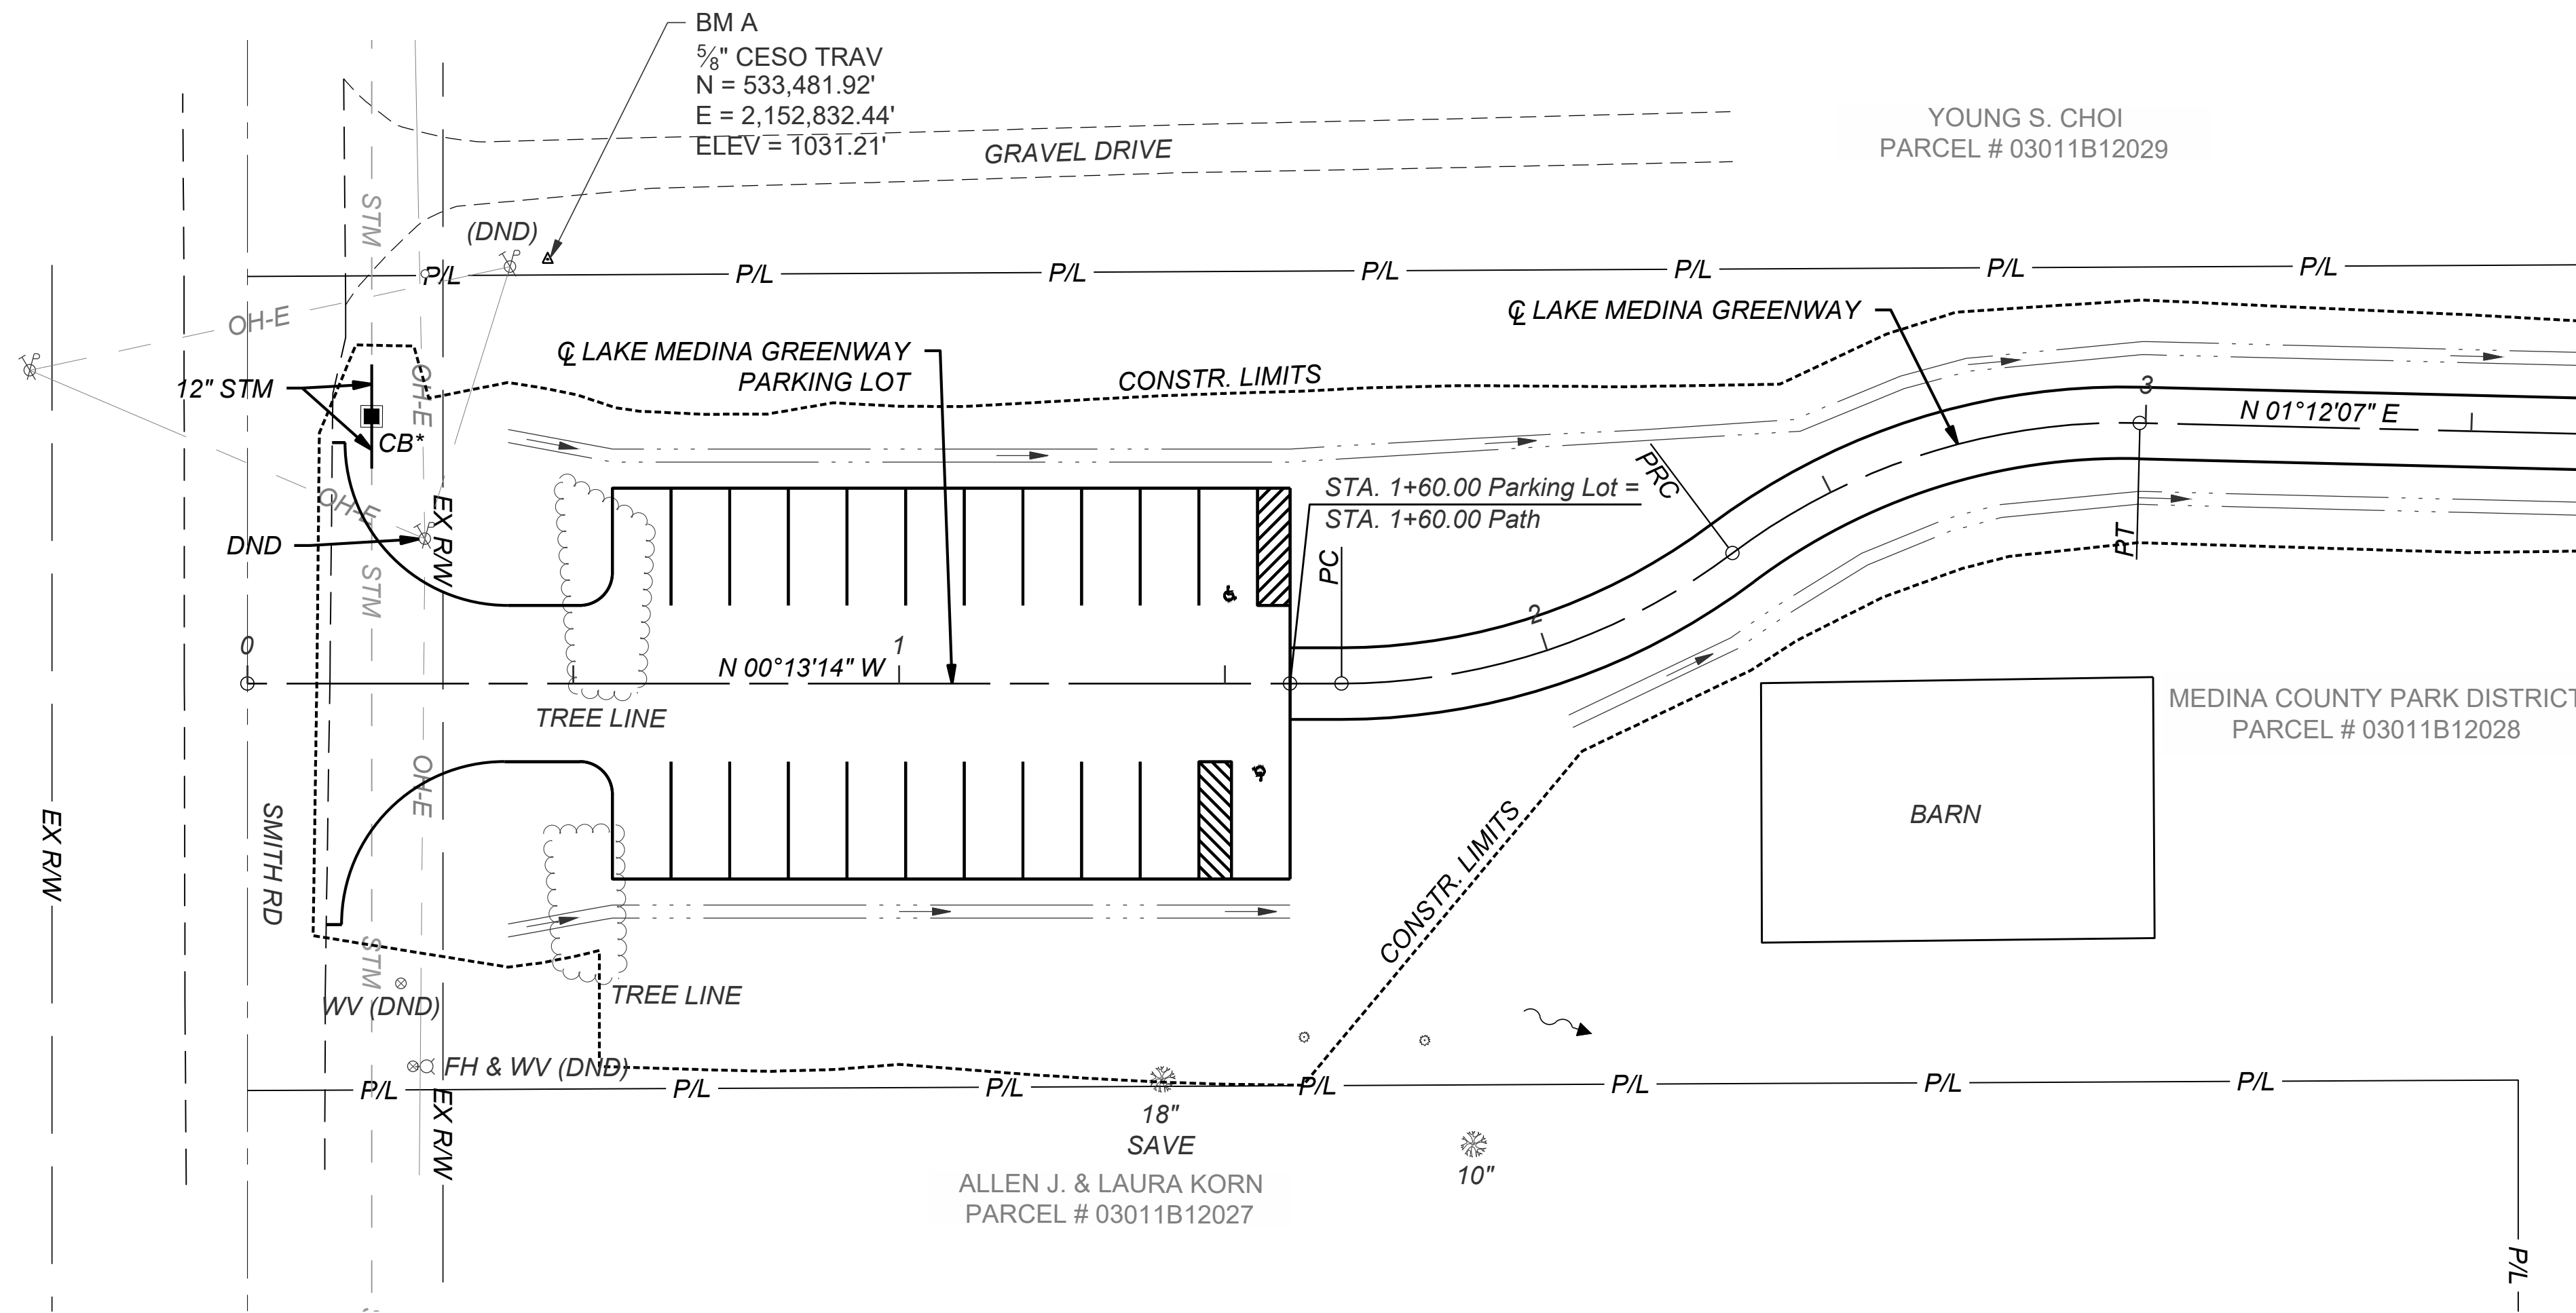 BM A
⅝" CESO TRAV
N = 533,481.92'
E = 2,152,832.44'
ELEV = 1031.21'
GRAVEL DRIVE
YOUNG S. CHOI
PARCEL # 03011B12029
STM
(DND)
P/L
P/L
P/L
P/L
P/L
P/L
P/L
OH-E
℄ LAKE MEDINA GREENWAY
℄ LAKE MEDINA GREENWAY
PARKING LOT
CONSTR. LIMITS
12" STM
OH-E
CB*
3
N 01°12'07" E
PRC
STA. 1+60.00 Parking Lot =
STA. 1+60.00 Path
OH-E
EX R/W
DND
PT
PC
STM
2
0
1
N 00°13'14" W
TREE LINE
MEDINA COUNTY PARK DISTRICT
PARCEL # 03011B12028
OH-E
BARN
EX R/W
SMITH RD
CONSTR. LIMITS
STM
TREE LINE
WV (DND)
FH & WV (DND)
P/L
P/L
P/L
P/L
P/L
P/L
P/L
EX R/W
18"
SAVE
10"
ALLEN J. & LAURA KORN
PARCEL # 03011B12027
P/L